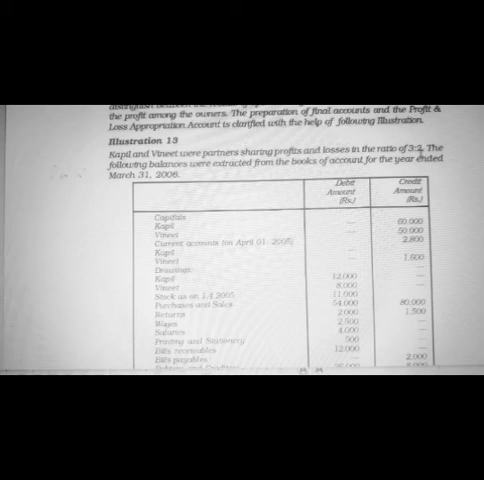 the profit among the owners. The preparation of final accounts and the Profit &
Loss Appropriation Account is clarified with the help of following Illustration.
Illustration 13
Kapil and Vineet were partners sharing profits and losses in the ratio of 3:2. The
following balances were extracted from the books of account for the year ended
March 31, 2006.
Debit Amount (Rs.) Credit Amount (Rs.)
Capitals
Kapil — 60,000
Vineet — 50,000
Current accounts (on April 01, 2005) 2,800
Kapil —
Vineet — 1,600
Drawings: —
Kapil 12,000 —
Vineet 8,000 —
Stock as on 1.4.2005 11,000
Purchases and Sales 54,000 80,000
Returns 2,000 1,500
Wages 2,500 —
Salaries 4,000 —
Printing and Stationery 500 —
Bills receivables 12,000 —
Bills payables — 2,000